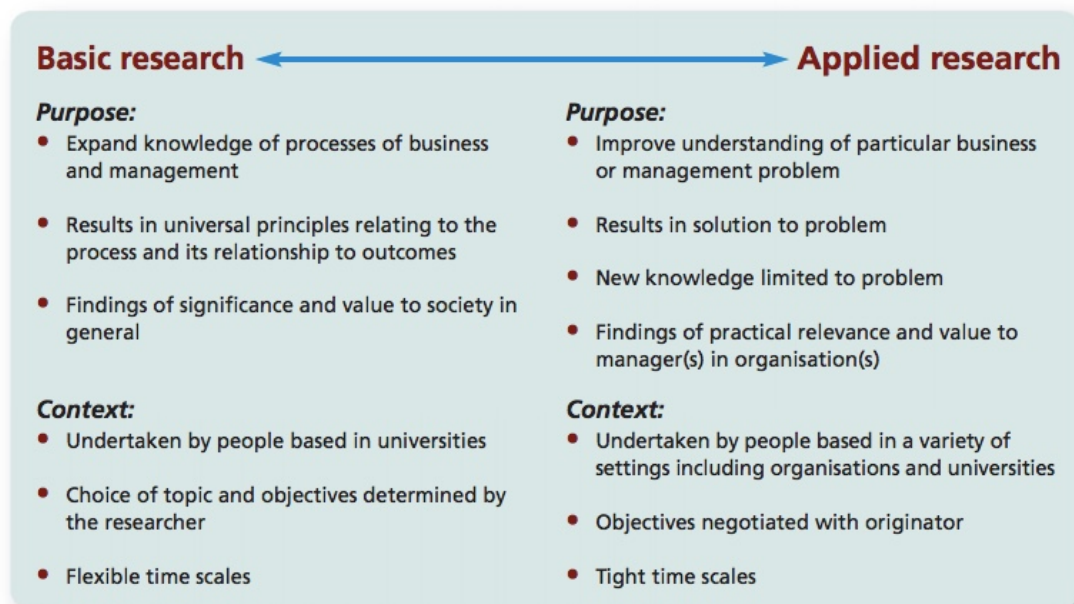 Basic research
Applied research
Purpose:
• Expand knowledge of processes of business
and management
• Results in universal principles relating to the
process and its relationship to outcomes
• Findings of significance and value to society in
general
Context:
• Undertaken by people based in universities
• Choice of topic and objectives determined by
the researcher
• Flexible time scales
Purpose:
• Improve understanding of particular business
or management problem
• Results in solution to problem
• New knowledge limited to problem
• Findings of practical relevance and value to
manager(s) in organisation(s)
Context:
• Undertaken by people based in a variety of
settings including organisations and universities
• Objectives negotiated with originator
• Tight time scales